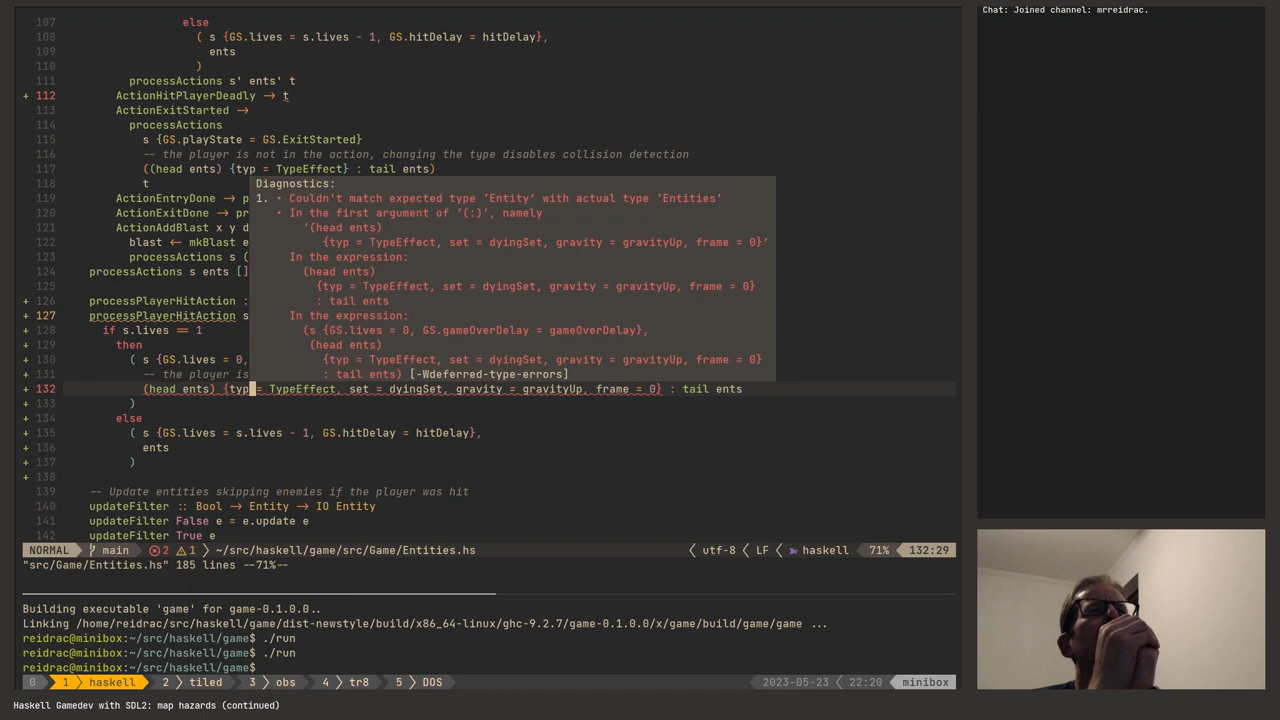 Chat: Joined channel: mrreidrac.
107 else
108 ( s {GS.lives = s.lives - 1, GS.hitDelay = hitDelay},
109 ents
110 )
111 processActions s' ents' t
+ 112 ActionHitPlayerDeadly → t
113 ActionExitStarted →
114 processActions
115 s {GS.playState = GS.ExitStarted}
116 -- the player is not in the action, changing the type disables collision detection
117 ((head ents) {typ = TypeEffect} : tail ents)
118 t
119 ActionEntryDone → p
120 ActionExitDone → pr
121 ActionAddBlast x y d
122 blast ← mkBlast e
123 processActions s (
124 processActions s ents []
125
+ 126 processPlayerHitAction :
+ 127 processPlayerHitAction s
+ 128 if s.lives == 1
+ 129 then
+ 130 ( s {GS.lives = 0,
+ 131 -- the player is
+ 132 (head ents) {typ = TypeEffect, set = dyingSet, gravity = gravityUp, frame = 0} : tail ents
+ 133 )
+ 134 else
+ 135 ( s {GS.lives = s.lives - 1, GS.hitDelay = hitDelay},
+ 136 ents
+ 137 )
+ 138
139 -- Update entities skipping enemies if the player was hit
140 updateFilter :: Bool → Entity → IO Entity
141 updateFilter False e = e.update e
142 updateFilter True e
Diagnostics:
1. • Couldn't match expected type ‘Entity’ with actual type ‘Entities’
• In the first argument of ‘(:)’, namely
‘(head ents)
{typ = TypeEffect, set = dyingSet, gravity = gravityUp, frame = 0}’
In the expression:
(head ents)
{typ = TypeEffect, set = dyingSet, gravity = gravityUp, frame = 0}
: tail ents
In the expression:
(s {GS.lives = 0, GS.gameOverDelay = gameOverDelay},
(head ents)
{typ = TypeEffect, set = dyingSet, gravity = gravityUp, frame = 0}
: tail ents) [-Wdeferred-type-errors]
NORMAL main 2 1 ~/src/haskell/game/src/Game/Entities.hs utf-8 LF haskell 71% 132:29
"src/Game/Entities.hs" 185 lines --71%--
Building executable 'game' for game-0.1.0.0..
Linking /home/reidrac/src/haskell/game/dist-newstyle/build/x86_64-linux/ghc-9.2.7/game-0.1.0.0/x/game/build/game/game ...
reidrac@minibox:~/src/haskell/game$ ./run
reidrac@minibox:~/src/haskell/game$ ./run
reidrac@minibox:~/src/haskell/game$
0 1 haskell 2 tiled 3 obs 4 tr8 5 DOS 2023-05-23 22:20 minibox
Haskell Gamedev with SDL2: map hazards (continued)